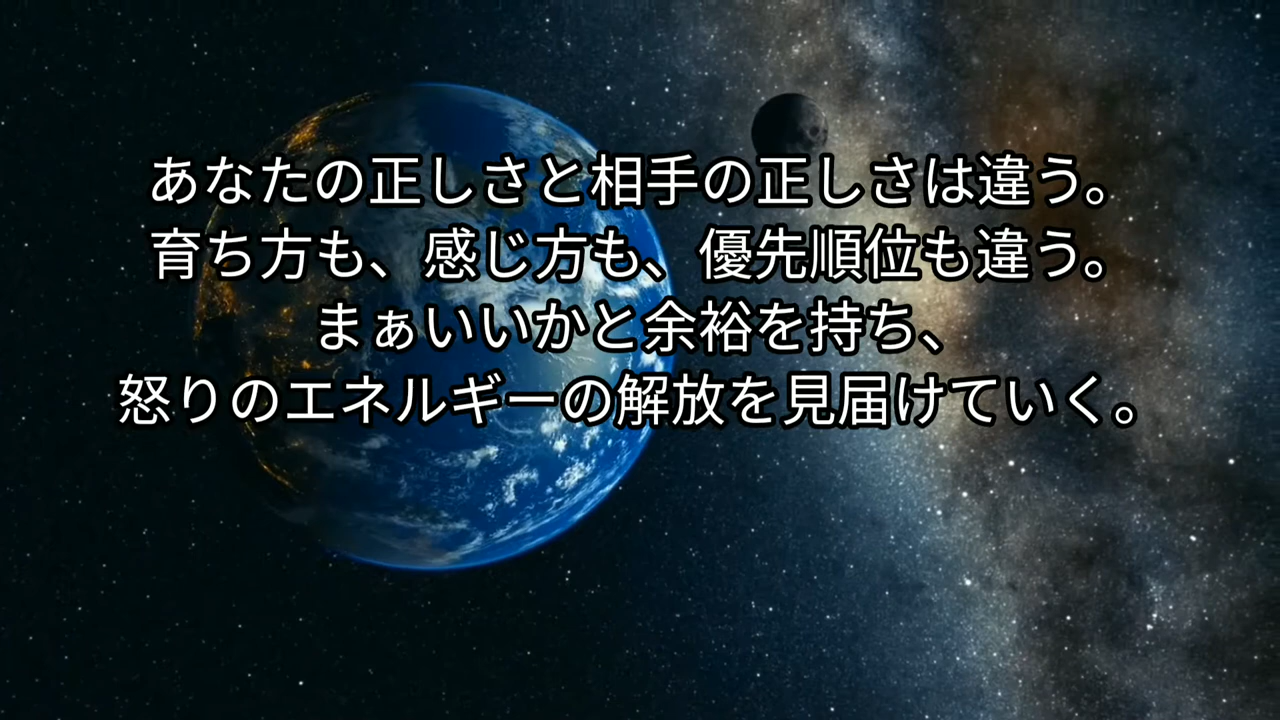 あなたの正しさと相手の正しさは違う。
育ち方も、感じ方も、優先順位も違う。
まぁいいかと余裕を持ち、
怒りのエネルギーの解放を見届けていく。